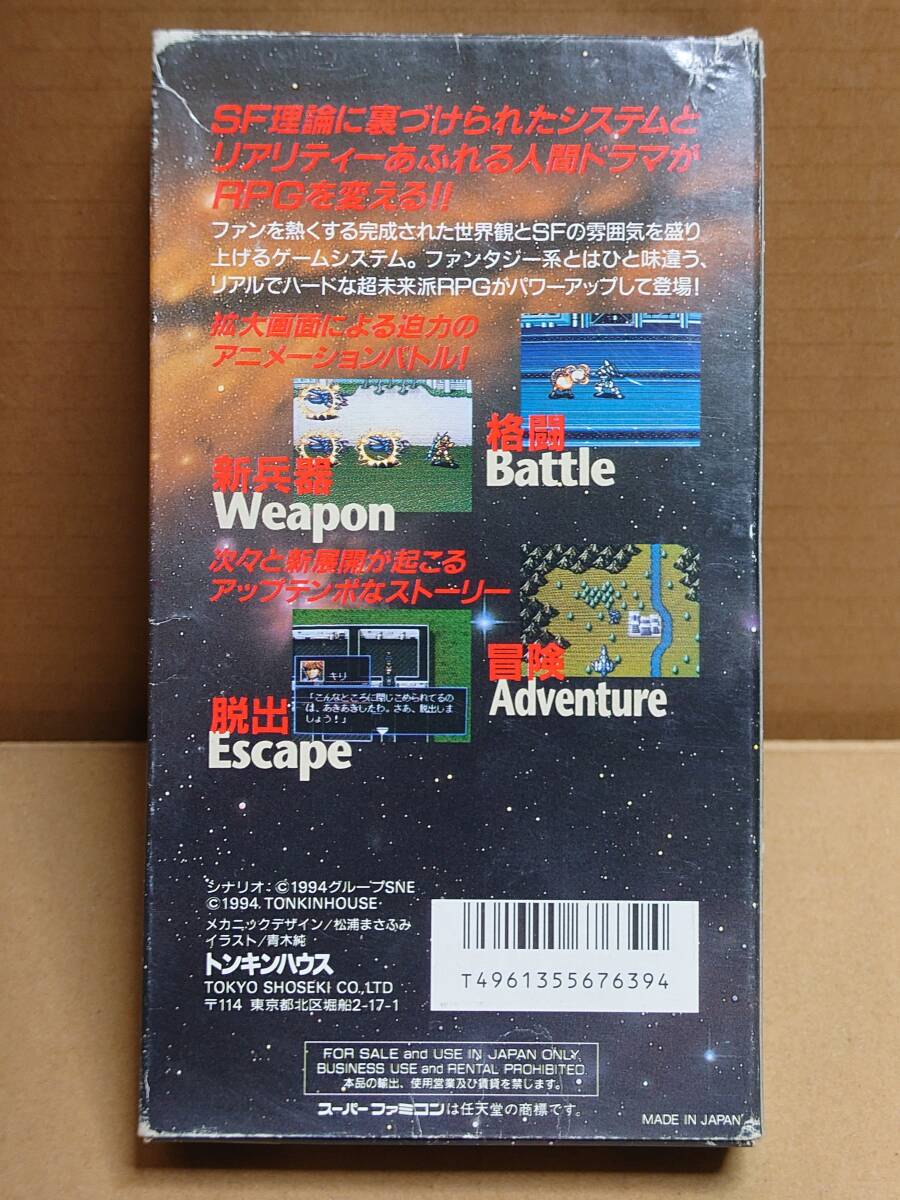 SF理論に裏づけられたシステムと
リアリティーあふれる人間ドラマが
RPGを変える!!
ファンを熱くする完成された世界観とSFの雰囲気を盛り
上げるゲームシステム。ファンタジー系とはひと味違う、
リアルでハードな超未来派RPGがパワーアップして登場!
拡大画面による迫力の
アニメーションバトル!
格闘
Battle
新兵器
Weapon
次々と新展開が起こる
アップテンポなストーリー
冒険
Adventure
キリ
「こんなところに閉じこめられてるの
は、あきあきしたわ。さあ、脱出しま
しょう!」
脱出
Escape
シナリオ:©1994グループSNE
©1994 TONKINHOUSE
メカニックデザイン/松浦まさふみ
イラスト/青木純
トンキンハウス
TOKYO SHOSEKI CO.,LTD
〒114 東京都北区堀船2-17-1
T4961355676394
FOR SALE and USE IN JAPAN ONLY.
BUSINESS USE and RENTAL PROHIBITED.
本品の輸出、使用営業及び賃貸を禁じます。
スーパーファミコンは任天堂の商標です。
MADE IN JAPAN